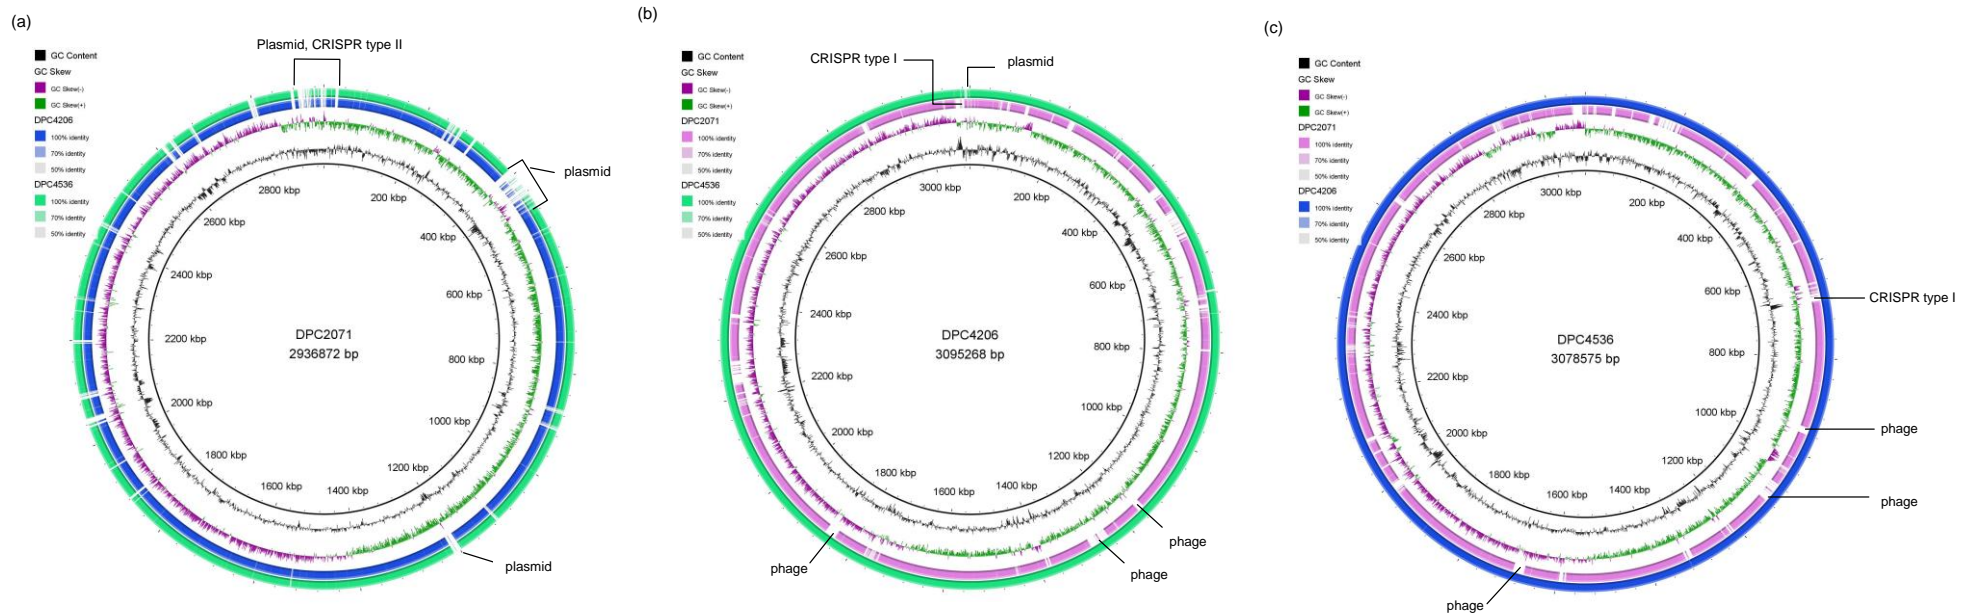 (a)
Plasmid, CRISPR type II
GC Content
GC Skew
GC Skew(-)
GC Skew(+)
DPC4206
100% identity
70% identity
50% identity
DPC4536
100% identity
70% identity
50% identity
plasmid
plasmid
200 kbp
400 kbp
600 kbp
800 kbp
1000 kbp
1200 kbp
1400 kbp
1600 kbp
1800 kbp
2000 kbp
2200 kbp
2400 kbp
2600 kbp
2800 kbp
DPC2071
2936872 bp
(b)
CRISPR type I
plasmid
GC Content
GC Skew
GC Skew(-)
GC Skew(+)
DPC2071
100% identity
70% identity
50% identity
DPC4536
100% identity
70% identity
50% identity
200 kbp
400 kbp
600 kbp
800 kbp
1000 kbp
1200 kbp
1400 kbp
1600 kbp
1800 kbp
2000 kbp
2200 kbp
2400 kbp
2600 kbp
2800 kbp
3000 kbp
DPC4206
3095268 bp
phage
phage
phage
(c)
GC Content
GC Skew
GC Skew(-)
GC Skew(+)
DPC2071
100% identity
70% identity
50% identity
DPC4206
100% identity
70% identity
50% identity
200 kbp
400 kbp
600 kbp
800 kbp
1000 kbp
1200 kbp
1400 kbp
1600 kbp
1800 kbp
2000 kbp
2200 kbp
2400 kbp
2600 kbp
2800 kbp
3000 kbp
DPC4536
3078575 bp
CRISPR type I
phage
phage
phage